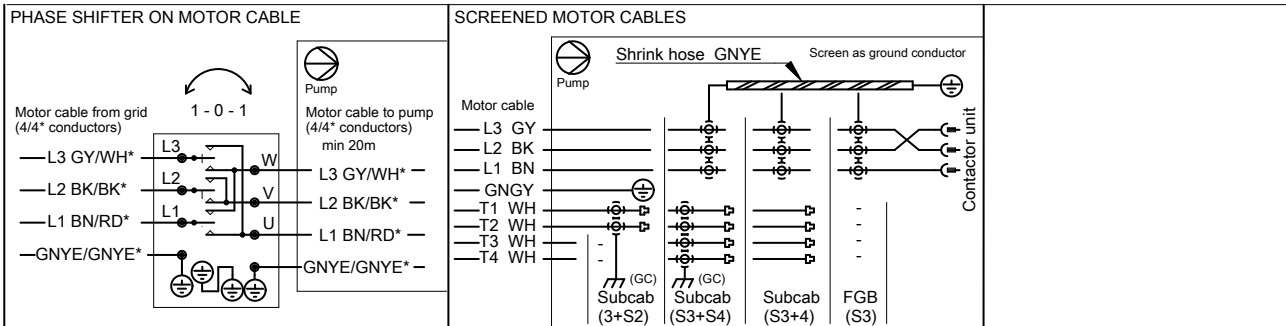 PHASE SHIFTER ON MOTOR CABLE
Pump
1 - 0 - 1
Motor cable from grid
(4/4* conductors)
Motor cable to pump
(4/4* conductors)
min 20m
L3 GY/WH*
L3
W
L3 GY/WH*
L2 BK/BK*
L2
V
L2 BK/BK*
L1 BN/RD*
L1
U
L1 BN/RD*
GNYE/GNYE*
GNYE/GNYE*
SCREENED MOTOR CABLES
Pump
Shrink hose GNYE
Screen as ground conductor
Motor cable
L3 GY
L2 BK
L1 BN
GNGY
T1 WH
-
T2 WH
-
T3 WH
-
-
T4 WH
-
-
Contactor unit
(GC)
(GC)
Subcab
(3+S2)
Subcab
(S3+S4)
Subcab
(S3+4)
FGB
(S3)